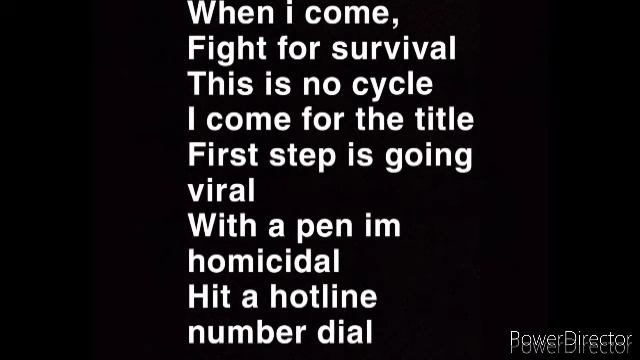 When i come,
Fight for survival
This is no cycle
I come for the title
First step is going
viral
With a pen im
homicidal
Hit a hotline
number dial
PowerDirector